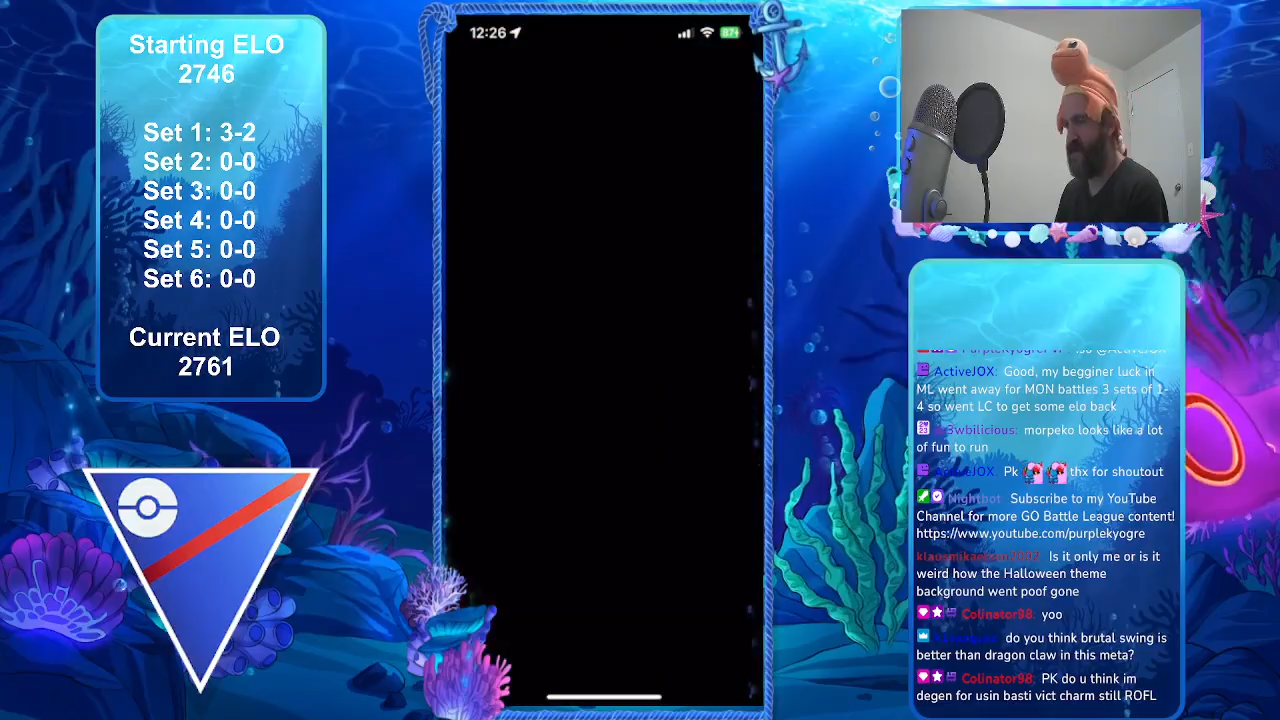 Starting ELO
2746
Set 1: 3-2
Set 2: 0-0
Set 3: 0-0
Set 4: 0-0
Set 5: 0-0
Set 6: 0-0
Current ELO
2761
12:26
87
ActiveJOX: Good, my begginer luck in
ML went away for MON battles 3 sets of 1-
4 so went LC to get some elo back
morpeko looks like a lot
of fun to run
ActiveJOX: Pk thx for shoutout
Nightbot: Subscribe to my YouTube
Channel for more GO Battle League content!
https://www.youtube.com/purplekyogre
Is it only me or is it
weird how the Halloween theme
background went poof gone
Colinator98: yoo
do you think brutal swing is
better than dragon claw in this meta?
Colinator98: PK do u think im
degen for usin basti vict charm still ROFL